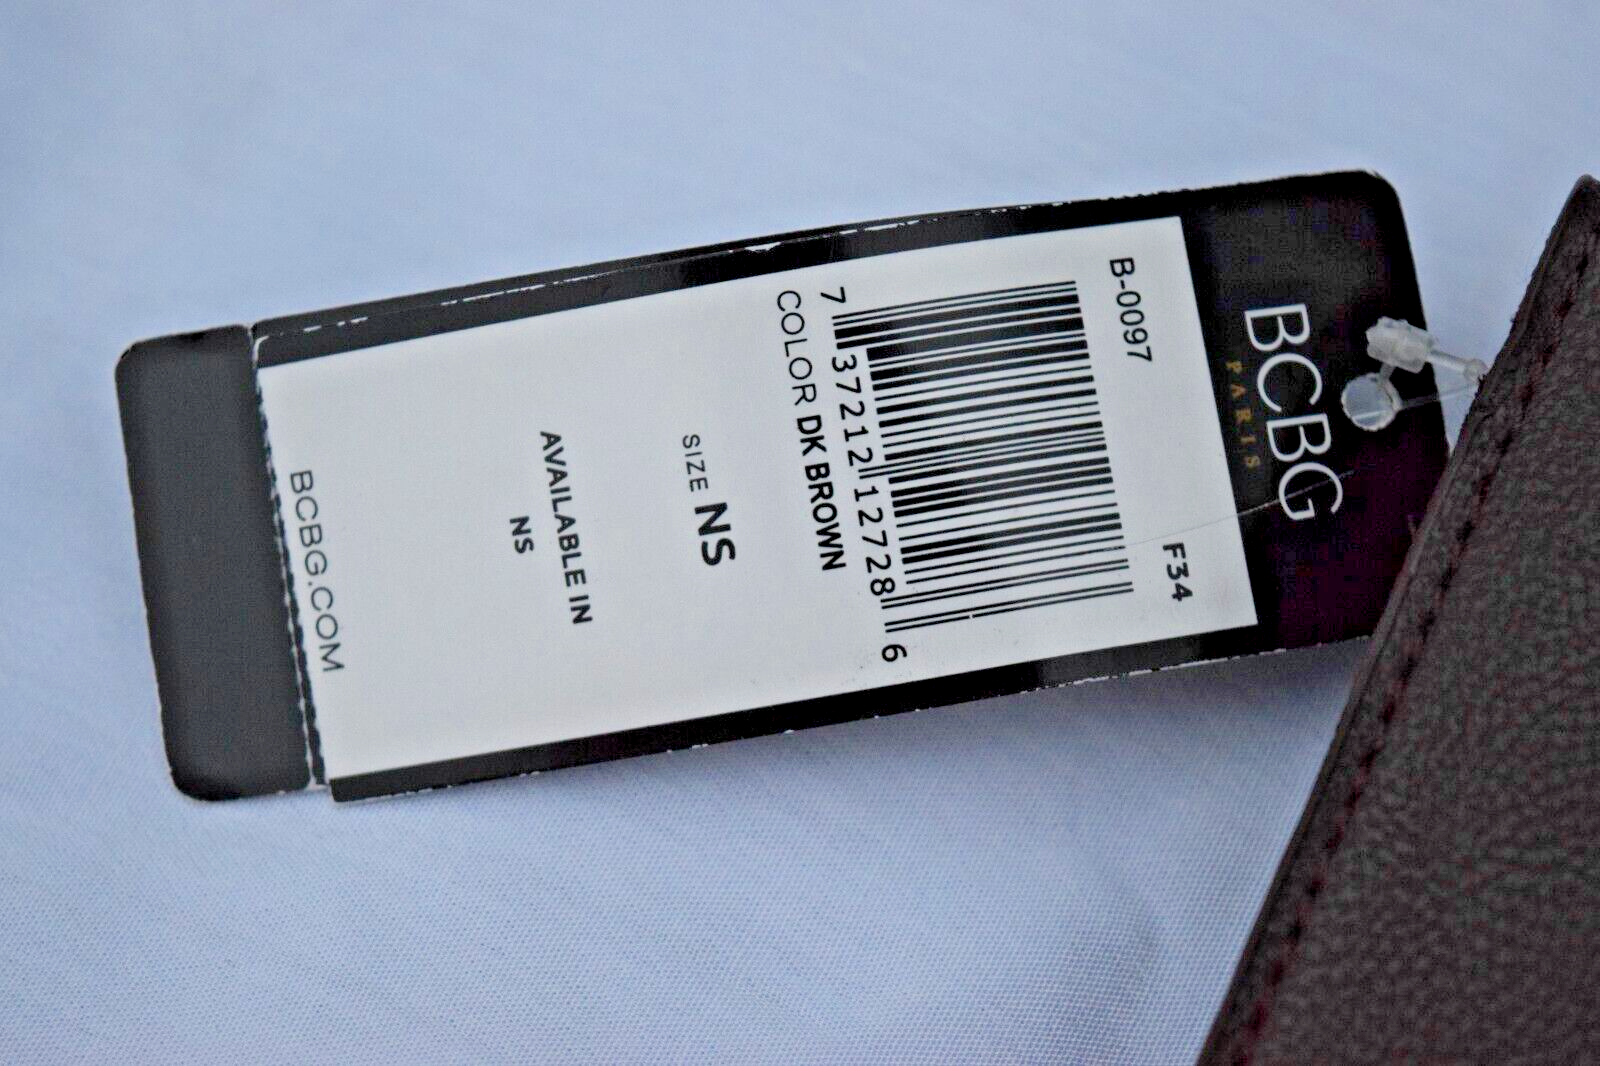 BCBG
PARIS
B-0097 F34
7 37212 12728 6
COLOR DK BROWN
SIZE NS
AVAILABLE IN
NS
BCBG.COM